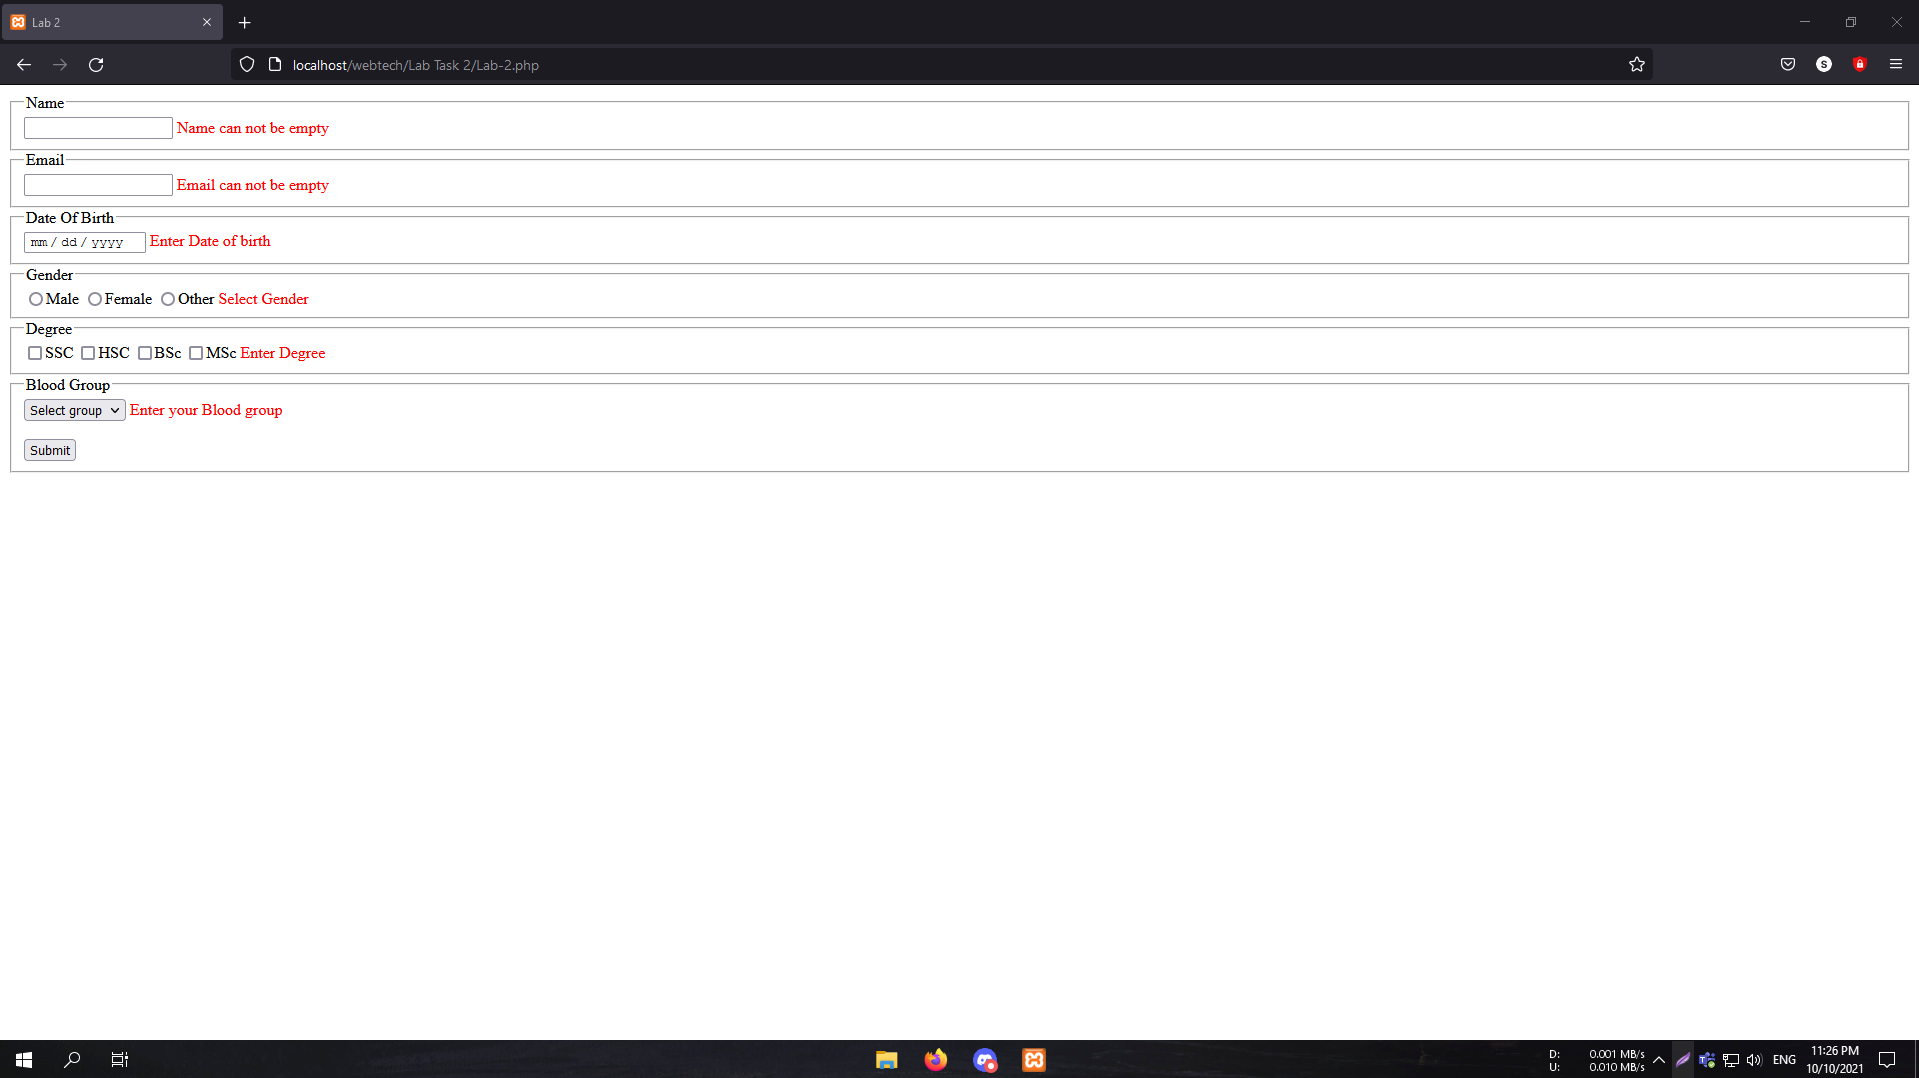 Lab 2
localhost/webtech/Lab Task 2/Lab-2.php
S
Name
Name can not be empty
Email
Email can not be empty
Date Of Birth
mm / dd / yyyy Enter Date of birth
Gender
Male Female Other Select Gender
Degree
SSC HSC BSc MSc Enter Degree
Blood Group
Select group Enter your Blood group
Submit
D: 0.001 MB/s
U: 0.010 MB/s
ENG
11:26 PM
10/10/2021